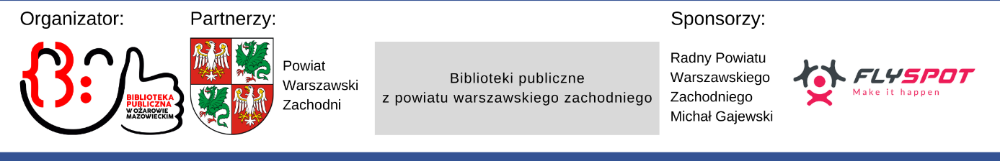 Organizator:
BIBLIOTEKA
PUBLICZNA
W OŻAROWIE
MAZOWIECKIM
Partnerzy:
Powiat
Warszawski
Zachodni
Biblioteki publiczne
z powiatu warszawskiego zachodniego
Sponsorzy:
Radny Powiatu
Warszawskiego
Zachodniego
Michał Gajewski
FLYSPOT
Make it happen